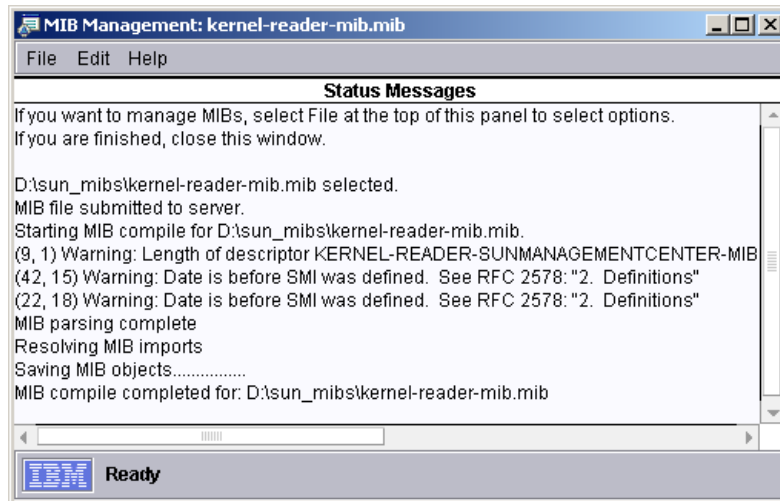 MIB Management: kernel-reader-mib.mib
File Edit Help
Status Messages
If you want to manage MIBs, select File at the top of this panel to select options.
If you are finished, close this window.
D:\sun_mibs\kernel-reader-mib.mib selected.
MIB file submitted to server.
Starting MIB compile for D:\sun_mibs\kernel-reader-mib.mib.
(9, 1) Warning: Length of descriptor KERNEL-READER-SUNMANAGEMENTCENTER-MIB
(42, 15) Warning: Date is before SMI was defined.  See RFC 2578: "2.  Definitions"
(22, 18) Warning: Date is before SMI was defined.  See RFC 2578: "2.  Definitions"
MIB parsing complete
Resolving MIB imports
Saving MIB objects................
MIB compile completed for: D:\sun_mibs\kernel-reader-mib.mib
IBM Ready